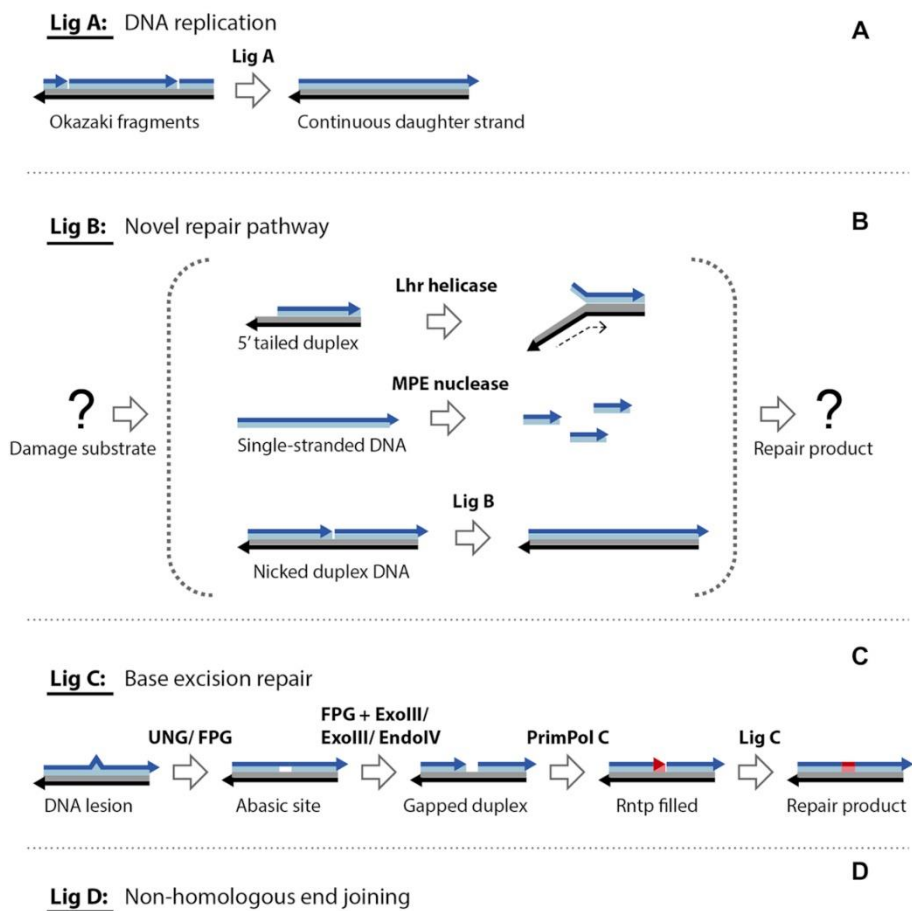 Lig A: DNA replication
A
Lig A
Okazaki fragments
Continuous daughter strand
Lig B: Novel repair pathway
B
Lhr helicase
5' tailed duplex
MPE nuclease
?
?
Damage substrate
Single-stranded DNA
Repair product
Lig B
Nicked duplex DNA
C
Lig C: Base excision repair
UNG/ FPG
FPG + ExoIII/
ExoIII/ EndoIV
PrimPol C
Lig C
DNA lesion
Abasic site
Gapped duplex
Rntp filled
Repair product
D
Lig D: Non-homologous end joining